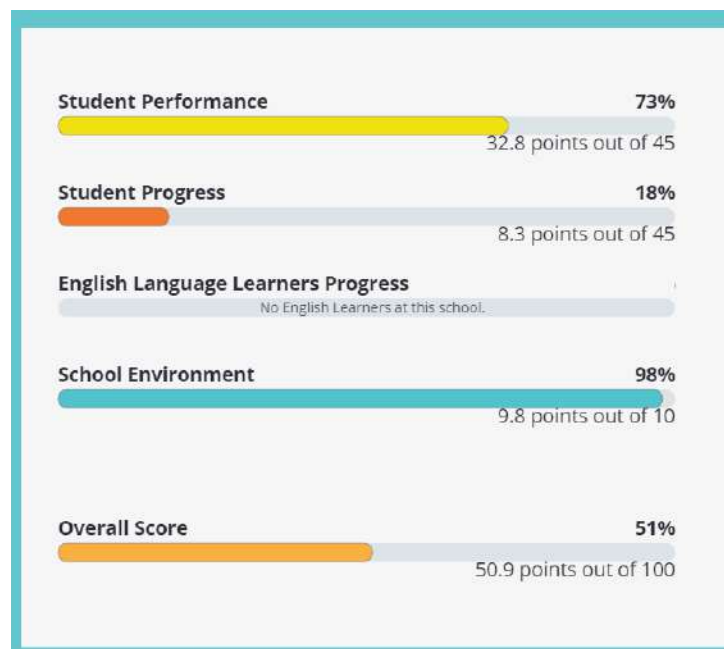 Student Performance 73%
32.8 points out of 45
Student Progress 18%
8.3 points out of 45
English Language Learners Progress
No English Learners at this school.
School Environment 98%
9.8 points out of 10
Overall Score 51%
50.9 points out of 100